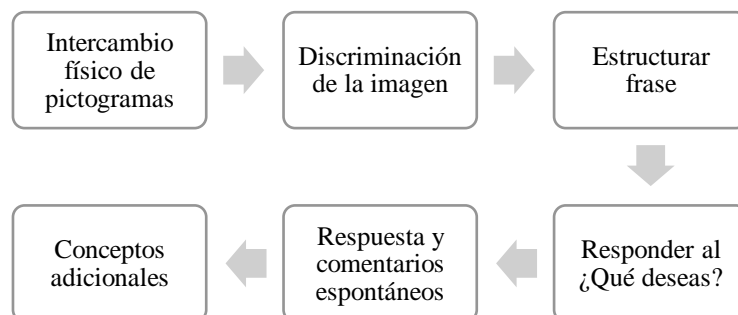 Intercambio
físico de
pictogramas
Discriminación
de la imagen
Estructurar
frase
Responder al
¿Qué deseas?
Respuesta y
comentarios
espontáneos
Conceptos
adicionales